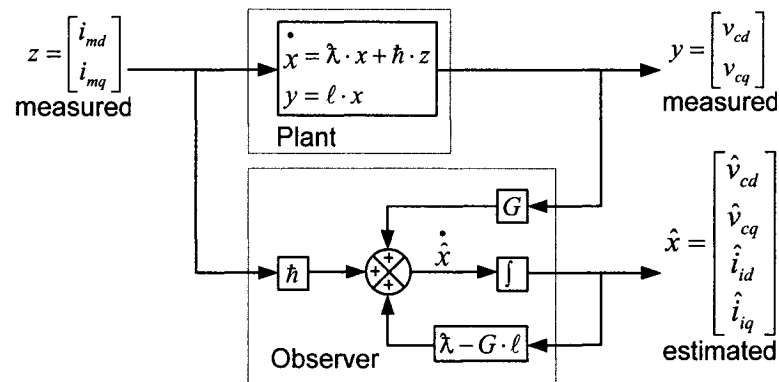 z = [i_md i_mq]
measured
ẋ = ƛ · x + ħ · z
y = ℓ · x
Plant
y = [v_cd v_cq]
measured
G
ħ
+ + +
x̂̇
∫
ƛ − G · ℓ
Observer
x̂ = [v̂_cd v̂_cq î_id î_iq]
estimated